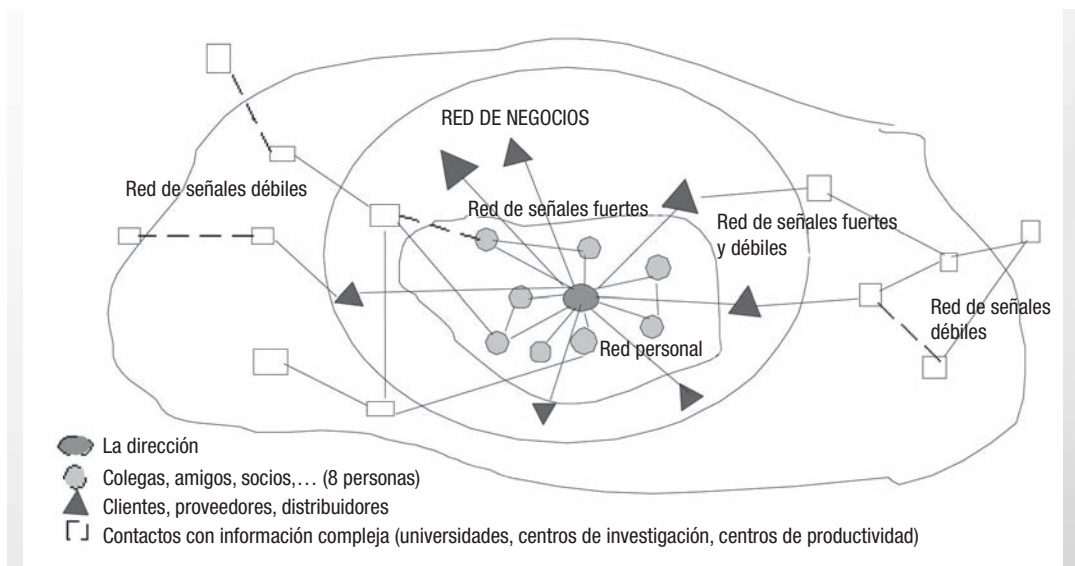 RED DE NEGOCIOS
Red de señales débiles
Red de señales fuertes
Red de señales fuertes
y débiles
Red de señales
débiles
Red personal
La dirección
Colegas, amigos, socios,… (8 personas)
Clientes, proveedores, distribuidores
Contactos con información compleja (universidades, centros de investigación, centros de productividad)